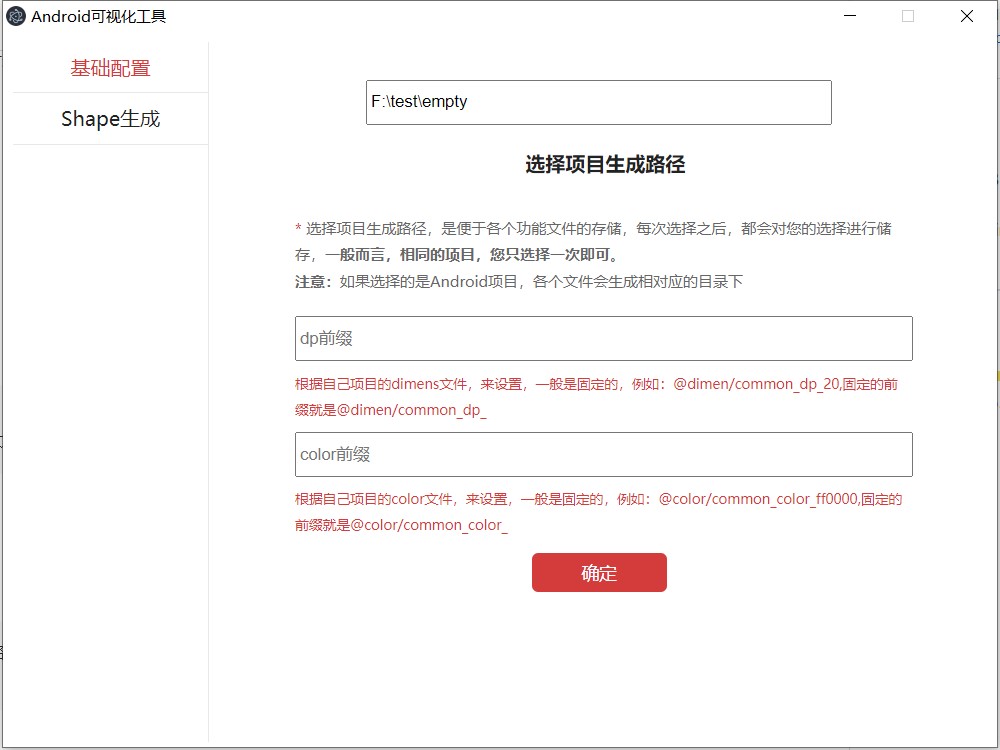 Android可视化工具
基础配置
Shape生成
F:\test\empty
选择项目生成路径
* 选择项目生成路径，是便于各个功能文件的存储，每次选择之后，都会对您的选择进行储
存，一般而言，相同的项目，您只选择一次即可。
注意：如果选择的是Android项目，各个文件会生成相对应的目录下
dp前缀
根据自己项目的dimens文件，来设置，一般是固定的，例如：@dimen/common_dp_20,固定的前
缀就是@dimen/common_dp_
color前缀
根据自己项目的color文件，来设置，一般是固定的，例如：@color/common_color_ff0000,固定的
前缀就是@color/common_color_
确定